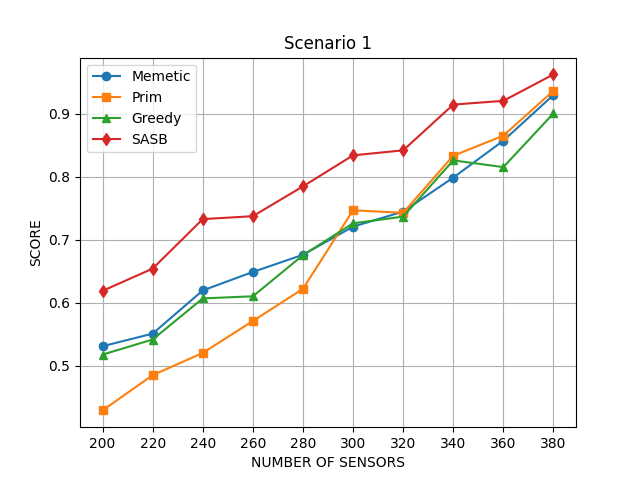 Scenario 1
Memetic
Prim
Greedy
SASB
0.9
0.8
0.7
0.6
0.5
SCORE
200 220 240 260 280 300 320 340 360 380
NUMBER OF SENSORS